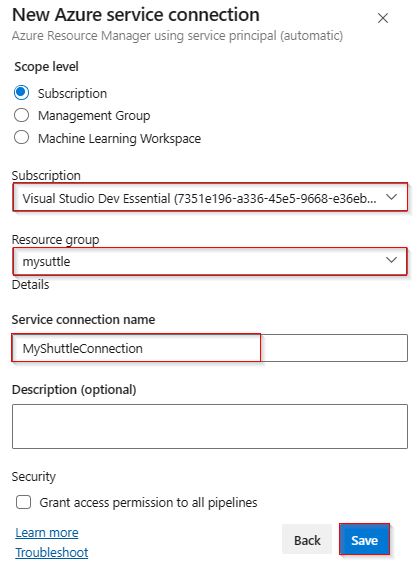 New Azure service connection
Azure Resource Manager using service principal (automatic)
Scope level
Subscription
Management Group
Machine Learning Workspace
Subscription
Visual Studio Dev Essential (7351e196-a336-45e5-9668-e36eb...
Resource group
mysuttle
Details
Service connection name
MyShuttleConnection
Description (optional)
Security
Grant access permission to all pipelines
Learn more
Troubleshoot
Back
Save